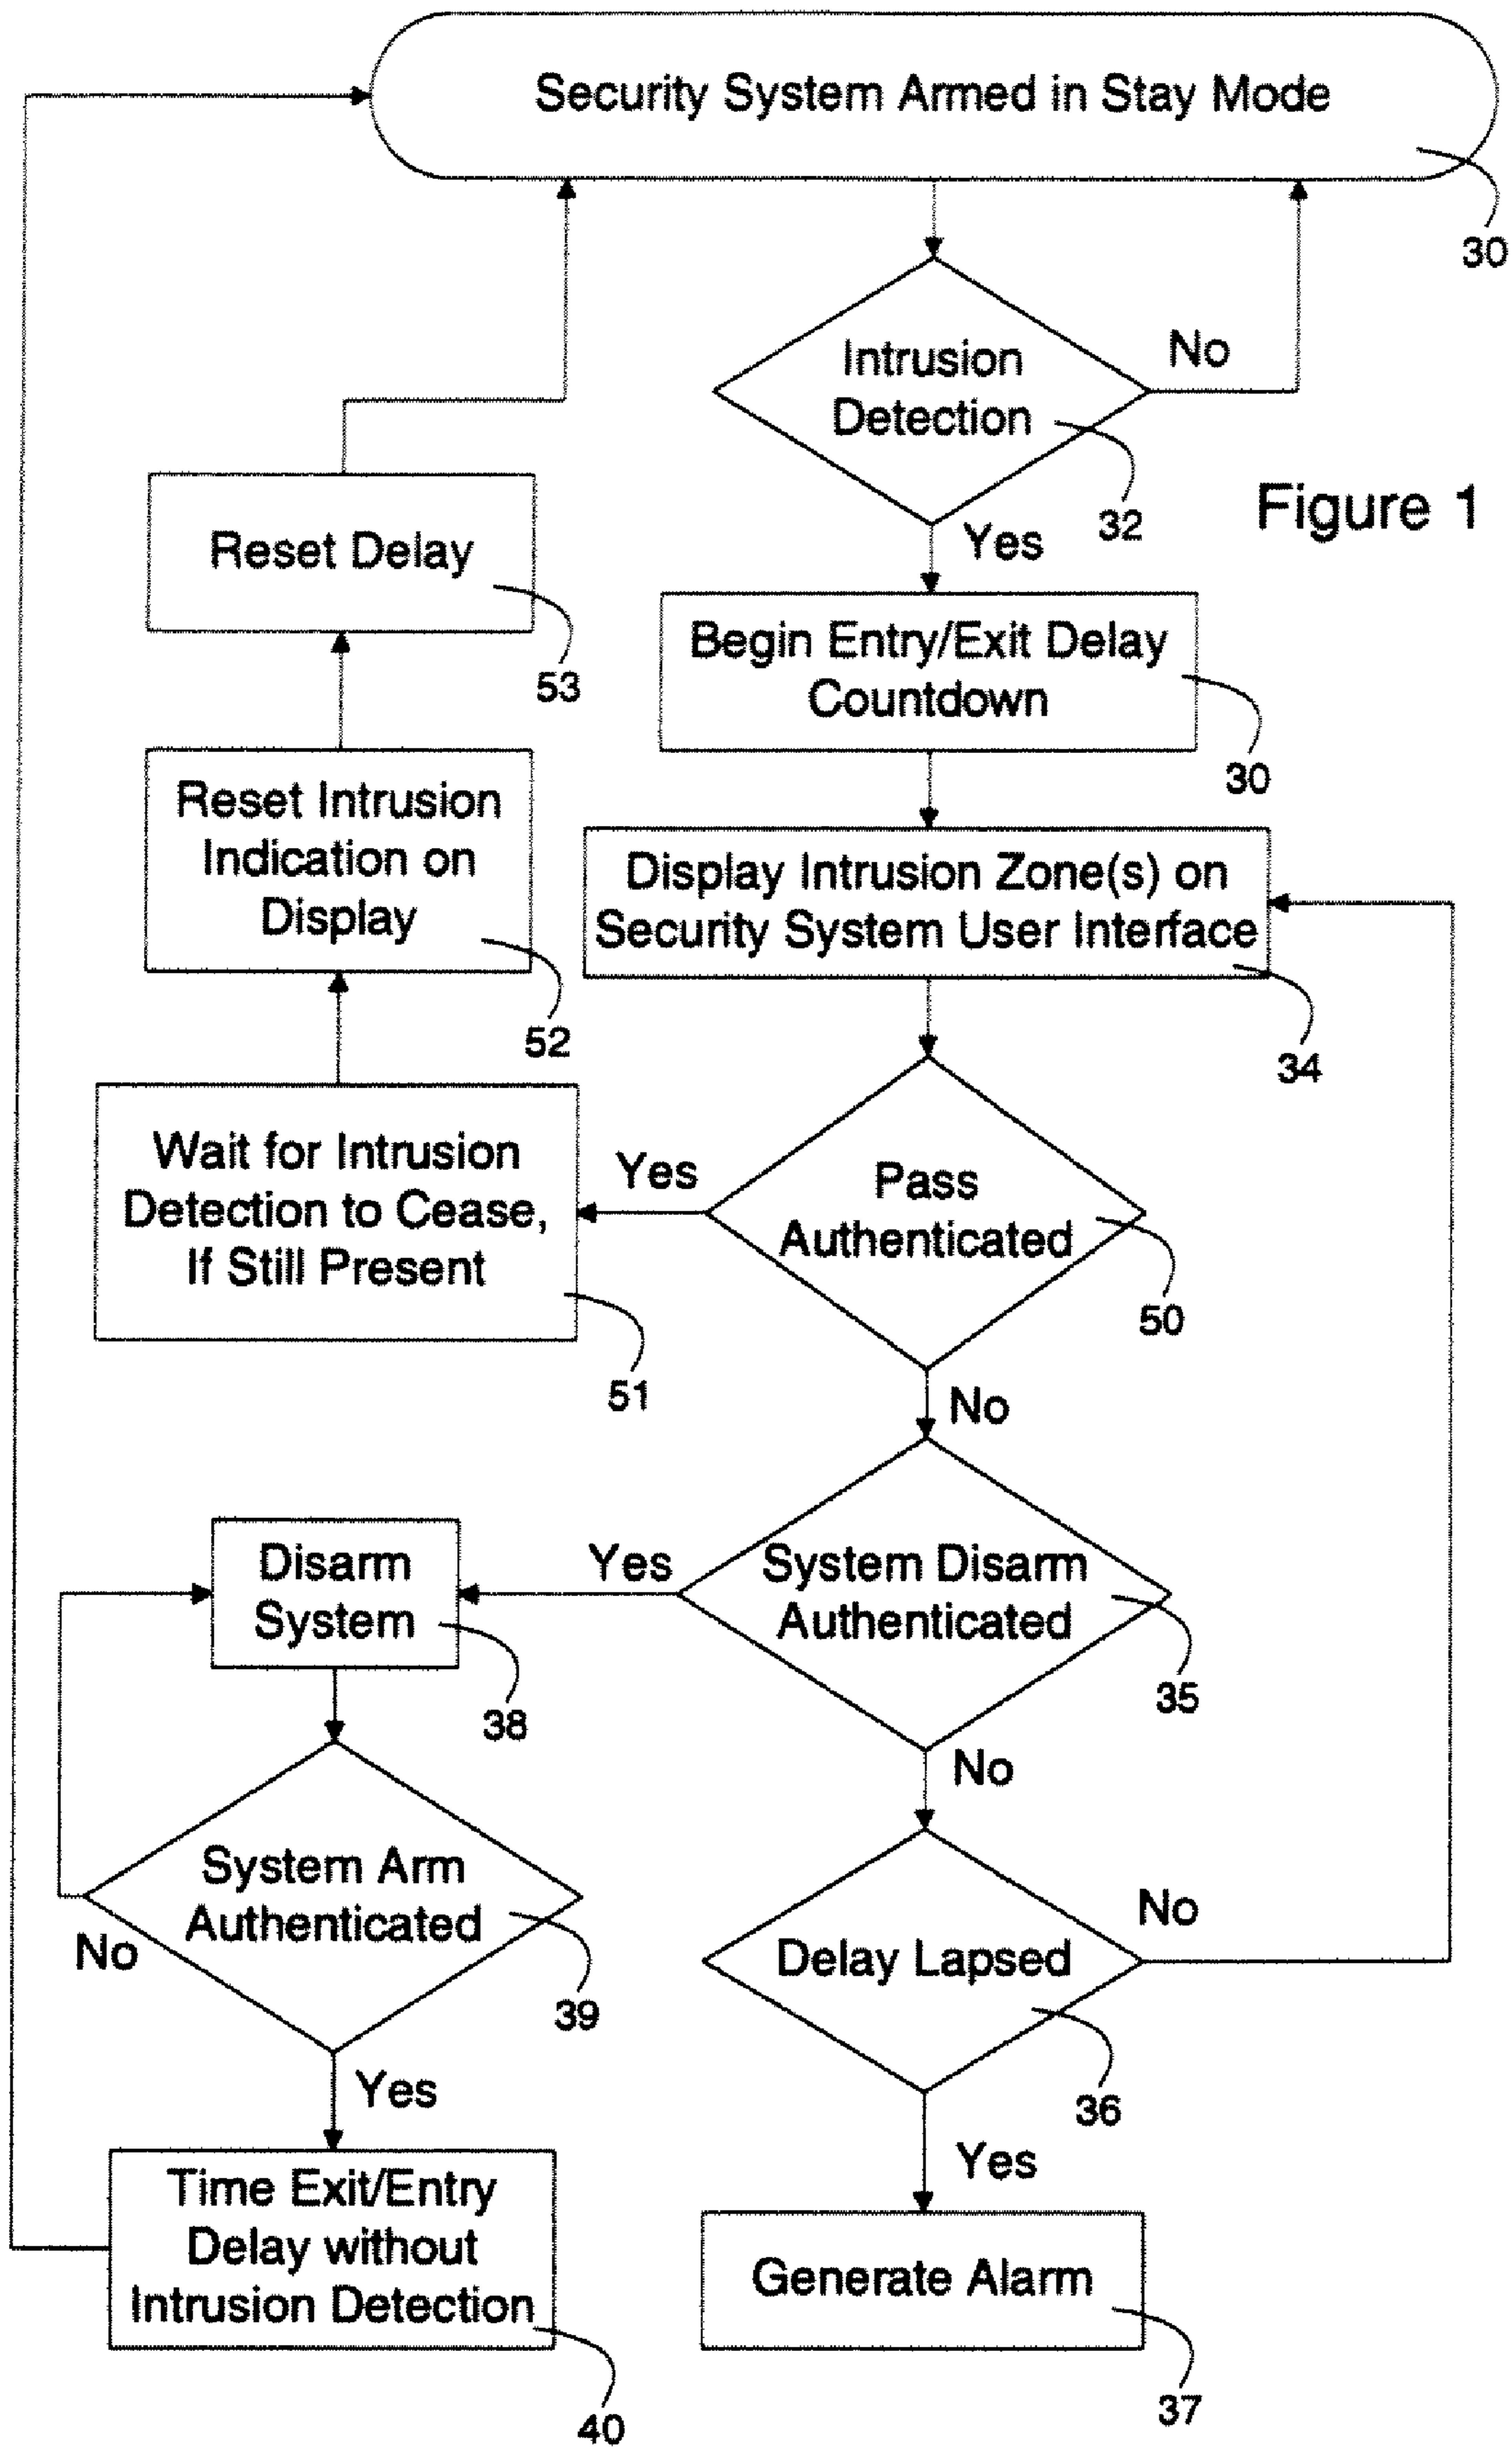 Security System Armed in Stay Mode
30
Intrusion
Detection
No
32
Figure 1
Yes
Reset Delay
53
Begin Entry/Exit Delay
Countdown
30
Reset Intrusion
Indication on
Display
52
Display Intrusion Zone(s) on
Security System User Interface
34
Wait for Intrusion
Detection to Cease,
If Still Present
51
Yes
Pass
Authenticated
50
No
Disarm
System
38
Yes
System Disarm
Authenticated
35
No
System Arm
Authenticated
No
39
Yes
Delay Lapsed
No
36
Yes
Time Exit/Entry
Delay without
Intrusion Detection
40
Generate Alarm
37